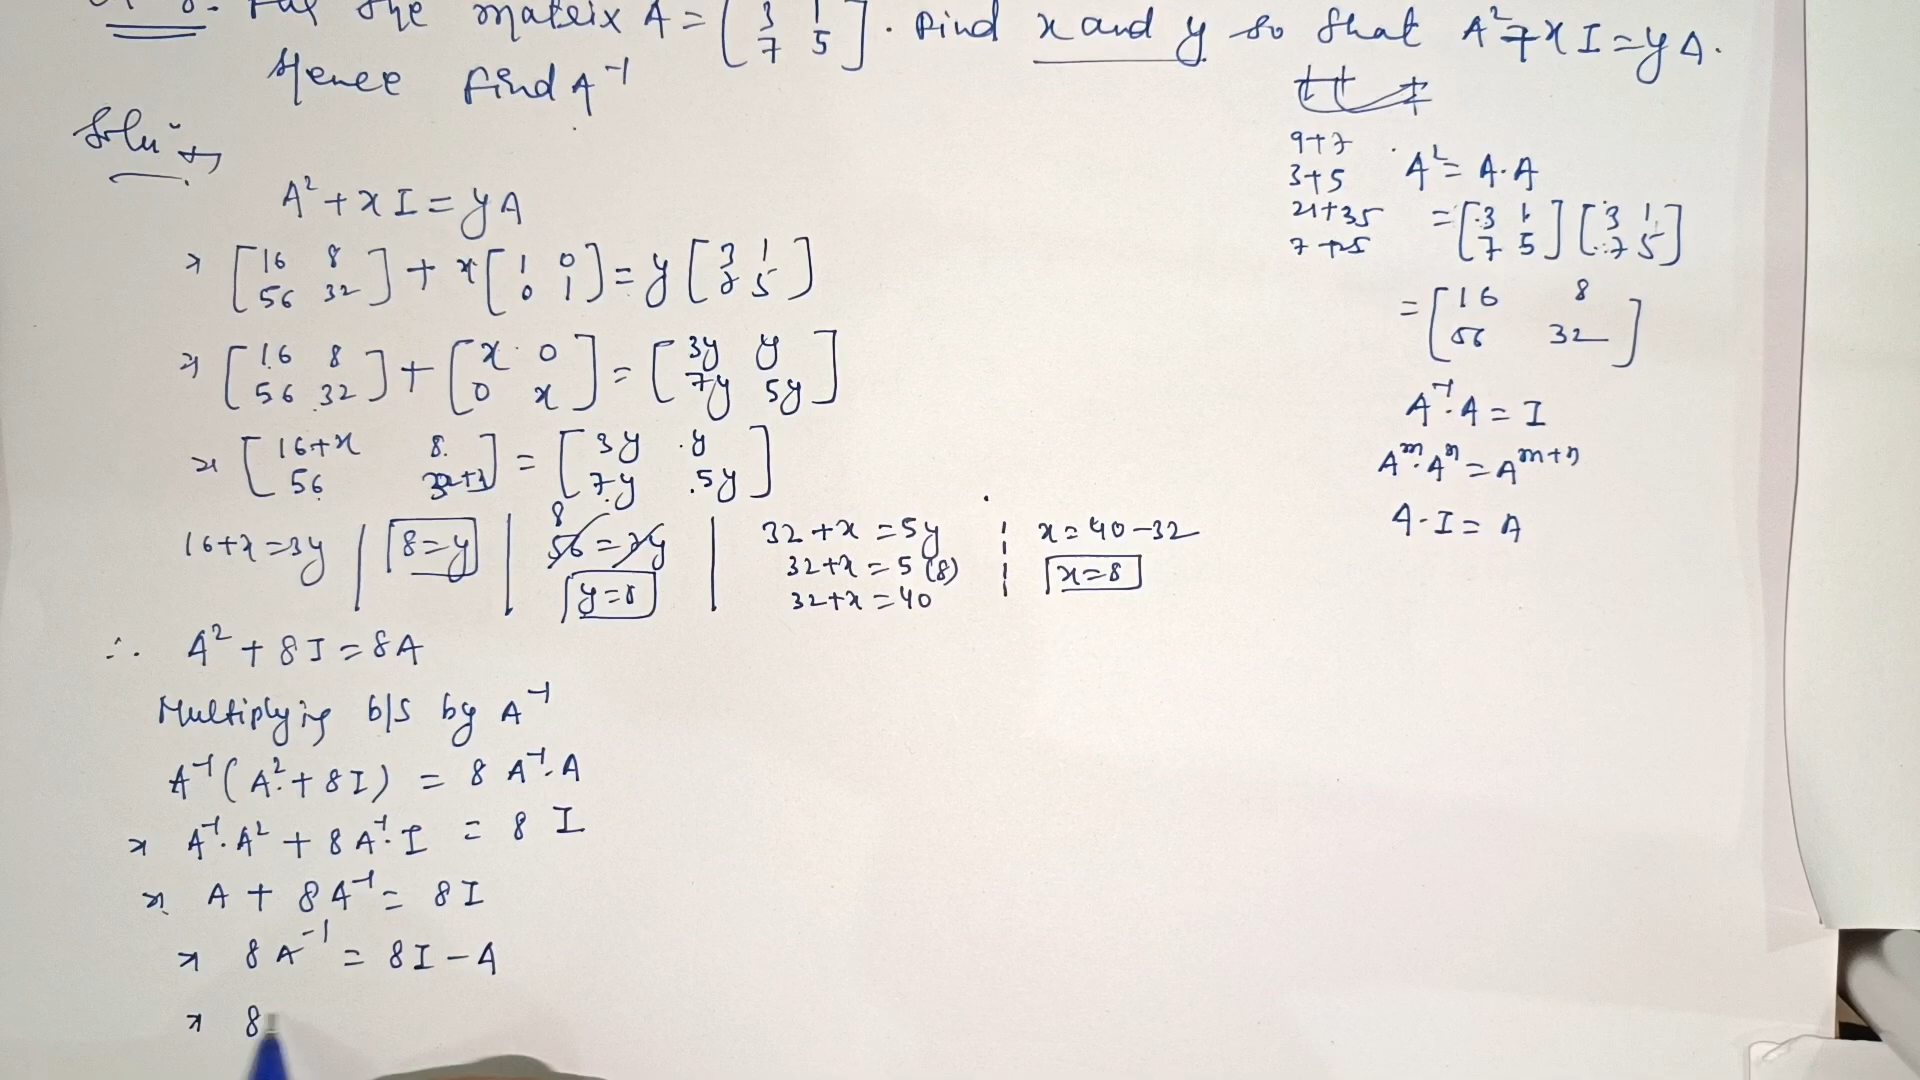 the matrix A = [3 1 7 5]. Find x and y so that A²+xI=yA.
Hence Find A⁻¹
Solu
A²+xI=yA
[16 8 56 32]+x[1 0 0 1]=y[3 1 7 5]
[16 8 56 32]+[x 0 0 x]=[3y y 7y 5y]
[16+x 8 56 32+x]=[3y y 7y 5y]
16+x=3y | 8=y | 56=7y 8 y=8 | 32+x=5y 32+x=5(8) 32+x=40 ¦ x=40-32 x=8
∴ A²+8I=8A
Multiplying b/s by A⁻¹
A⁻¹(A²+8I) = 8A⁻¹.A
A⁻¹.A²+8A⁻¹.I = 8I
A+8A⁻¹=8I
8A⁻¹=8I-A
8
9+7
3+5
21+35
7+25
A²=A.A
=[3 1 7 5][3 1 7 5]
=[16 8 56 32]
A⁻¹.A=I
Aᵐ.Aⁿ=Aᵐ⁺ⁿ
A.I=A